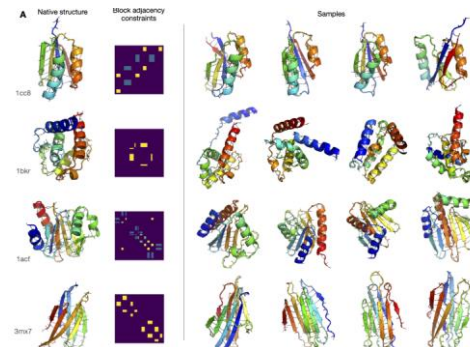 A
Native structure
Block adjacency
constraints
Samples
1cc8
1bkr
1acf
3mx7